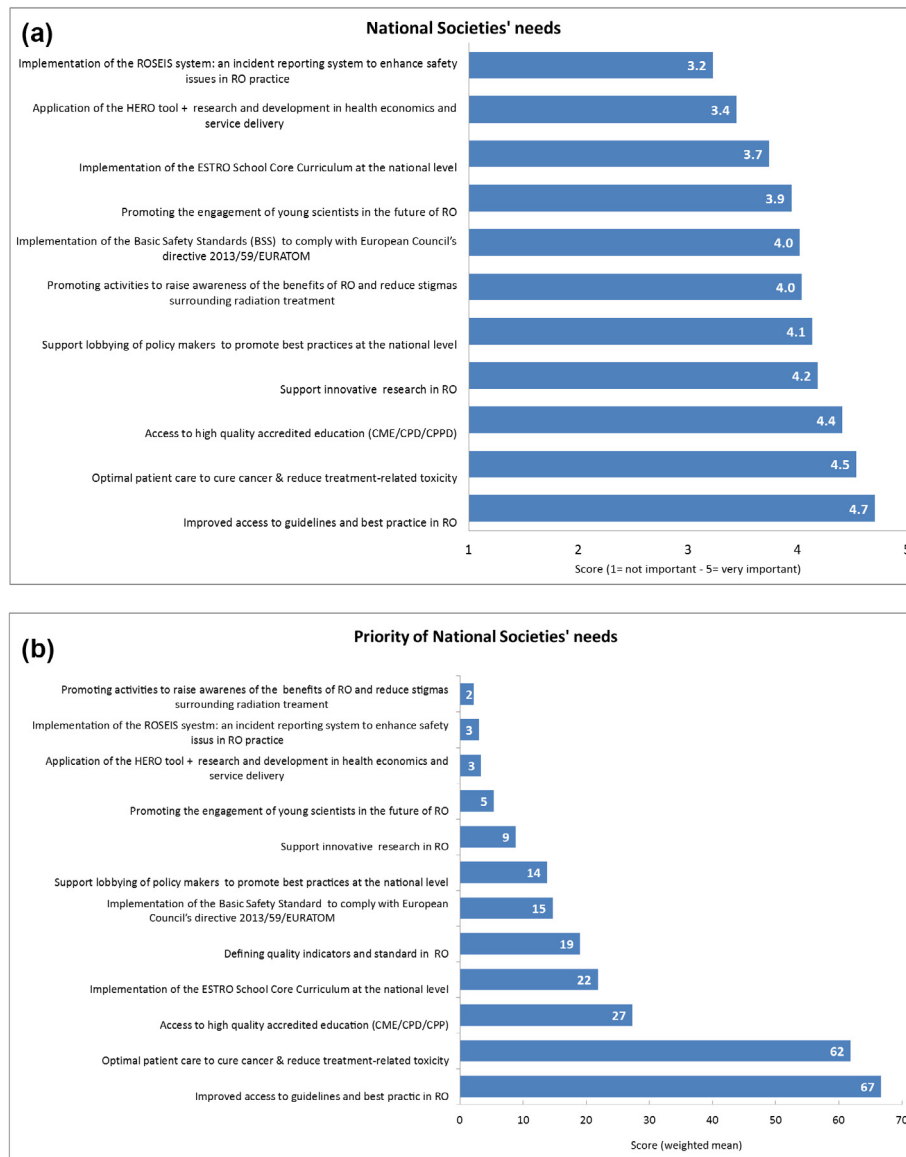 (a)
National Societies' needs
Implementation of the ROSEIS system: an incident reporting system to enhance safety
issues in RO practice
3.2
Application of the HERO tool + research and development in health economics and
service delivery
3.4
Implementation of the ESTRO School Core Curriculum at the national level
3.7
Promoting the engagement of young scientists in the future of RO
3.9
Implementation of the Basic Safety Standards (BSS) to comply with European Council's
directive 2013/59/EURATOM
4.0
Promoting activities to raise awareness of the benefits of RO and reduce stigmas
surrounding radiation treatment
4.0
Support lobbying of policy makers to promote best practices at the national level
4.1
Support innovative research in RO
4.2
Access to high quality accredited education (CME/CPD/CPPD)
4.4
Optimal patient care to cure cancer & reduce treatment-related toxicity
4.5
Improved access to guidelines and best practice in RO
4.7
1 2 3 4 5
Score (1= not important - 5= very important)
(b)
Priority of National Societies' needs
Promoting activities to raise awarenes of the benefits of RO and reduce stigmas
surrounding radiation treament
2
Implementation of the ROSEIS syestm: an incident reporting system to enhance safety
issus in RO practice
3
Application of the HERO tool + research and development in health economics and
service delivery
3
Promoting the engagement of young scientists in the future of RO
5
Support innovative research in RO
9
Support lobbying of policy makers to promote best practices at the national level
14
Implementation of the Basic Safety Standard to comply with European
Council's directive 2013/59/EURATOM
15
Defining quality indicators and standard in RO
19
Implementation of the ESTRO School Core Curriculum at the national level
22
Access to high quality accredited education (CME/CPD/CPP)
27
Optimal patient care to cure cancer & reduce treatment-related toxicity
62
Improved access to guidelines and best practic in RO
67
0 10 20 30 40 50 60 70
Score (weighted mean)